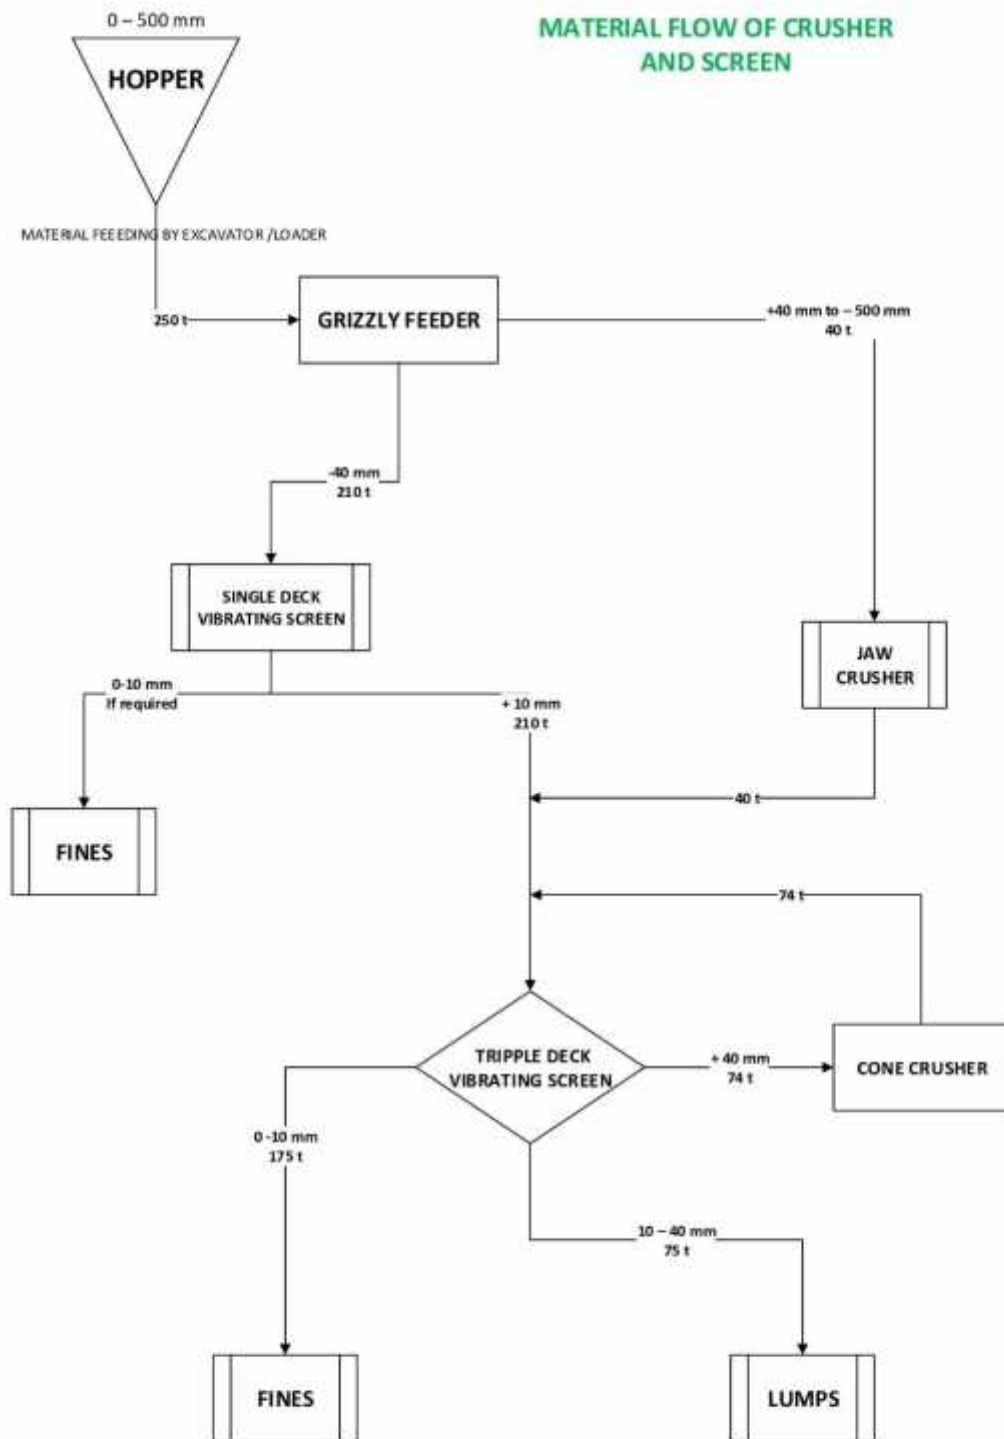 0 – 500 mm
MATERIAL FLOW OF CRUSHER
AND SCREEN
HOPPER
MATERIAL FEEEDING BY EXCAVATOR /LOADER
250 t
GRIZZLY FEEDER
+40 mm to – 500 mm
40 t
-40 mm
210 t
SINGLE DECK
VIBRATING SCREEN
JAW
CRUSHER
0-10 mm
If required
+ 10 mm
210 t
40 t
FINES
74 t
TRIPPLE DECK
VIBRATING SCREEN
+ 40 mm
74 t
CONE CRUSHER
0 -10 mm
175 t
10 – 40 mm
75 t
FINES
LUMPS